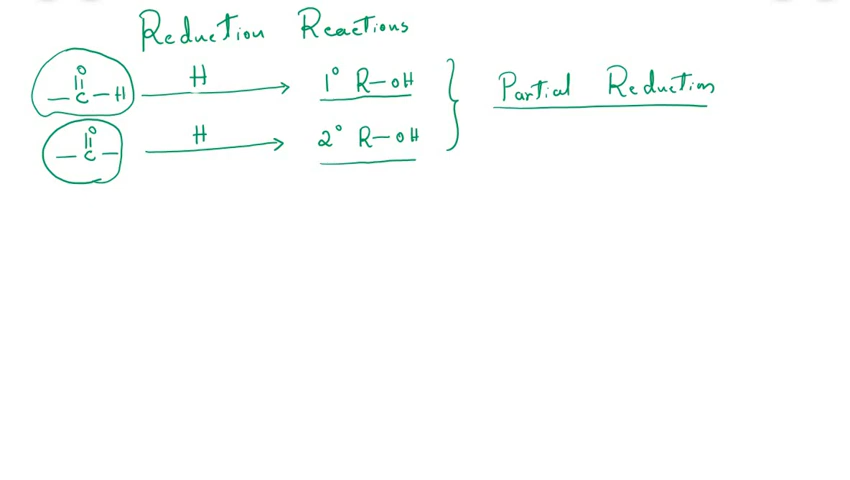 Reduction Reactions
O
|| H
— C — H ⟶ 1° R—OH
Partial Reduction
O
|| H
— C — ⟶ 2° R—OH